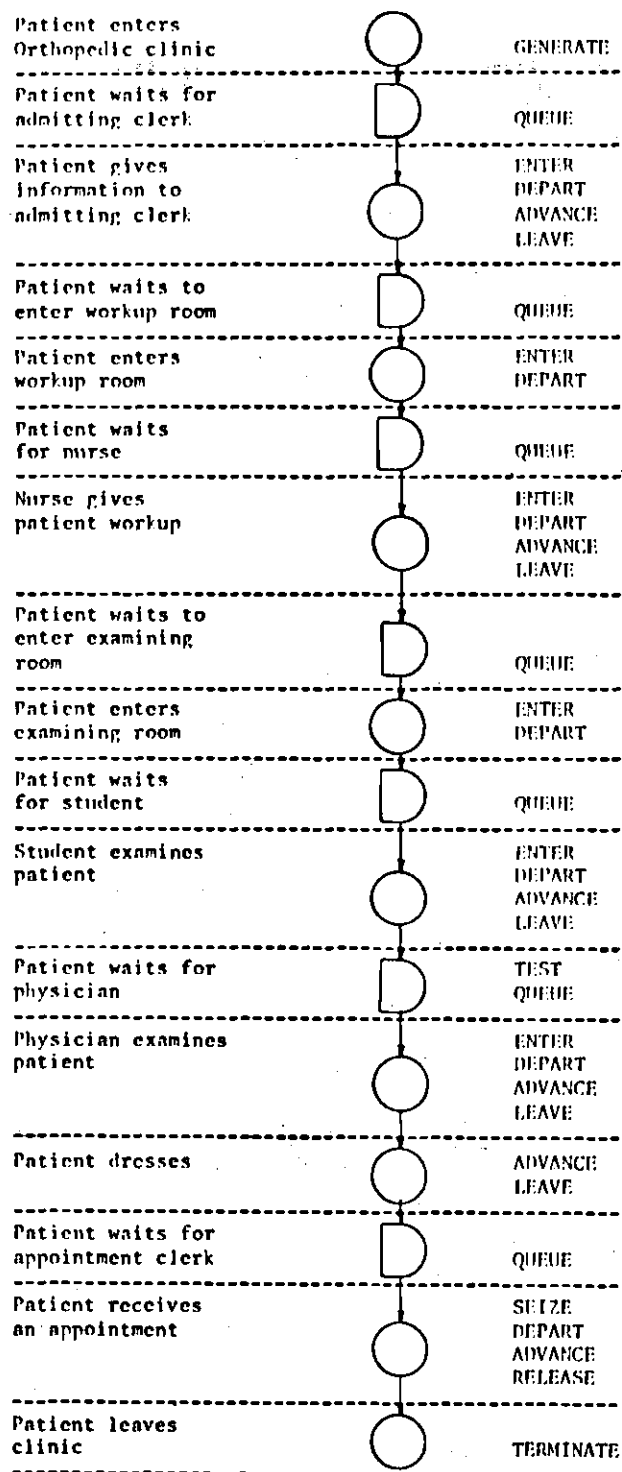 Patient enters
Orthopedic clinic GENERATE
Patient waits for
admitting clerk QUEUE
Patient gives ENTER
information to DEPART
admitting clerk ADVANCE
LEAVE
Patient waits to
enter workup room QUEUE
Patient enters ENTER
workup room DEPART
Patient waits
for nurse QUEUE
Nurse gives ENTER
patient workup DEPART
ADVANCE
LEAVE
Patient waits to
enter examining
room QUEUE
Patient enters ENTER
examining room DEPART
Patient waits
for student QUEUE
Student examines ENTER
patient DEPART
ADVANCE
LEAVE
Patient waits for TEST
physician QUEUE
Physician examines ENTER
patient DEPART
ADVANCE
LEAVE
Patient dresses ADVANCE
LEAVE
Patient waits for
appointment clerk QUEUE
Patient receives SEIZE
an appointment DEPART
ADVANCE
RELEASE
Patient leaves
clinic TERMINATE